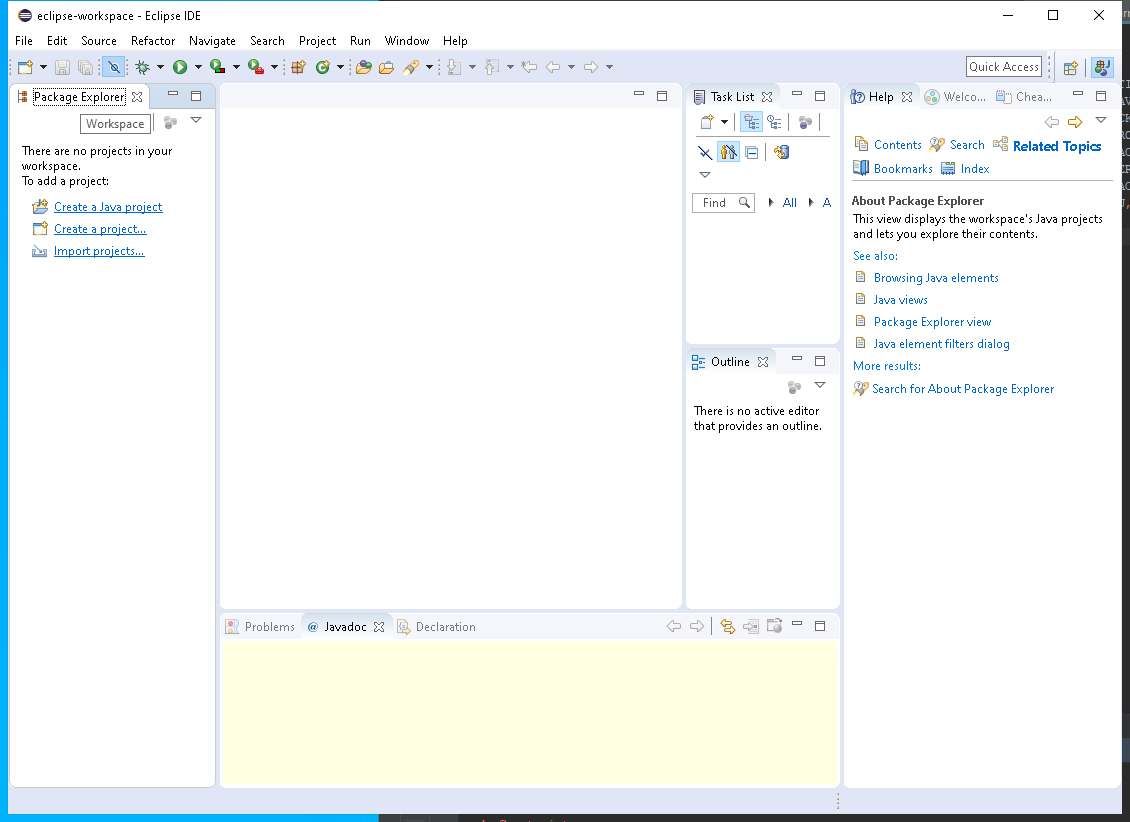 eclipse-workspace - Eclipse IDE
File Edit Source Refactor Navigate Search Project Run Window Help
Quick Access
Package Explorer
Workspace
There are no projects in your
workspace.
To add a project:
Create a Java project
Create a project...
Import projects...
Task List
Find
All
A
Outline
There is no active editor
that provides an outline.
Help Welco... Chea...
Contents Search Related Topics
Bookmarks Index
About Package Explorer
This view displays the workspace's Java projects
and lets you explore their contents.
See also:
Browsing Java elements
Java views
Package Explorer view
Java element filters dialog
More results:
Search for About Package Explorer
Problems @ Javadoc Declaration